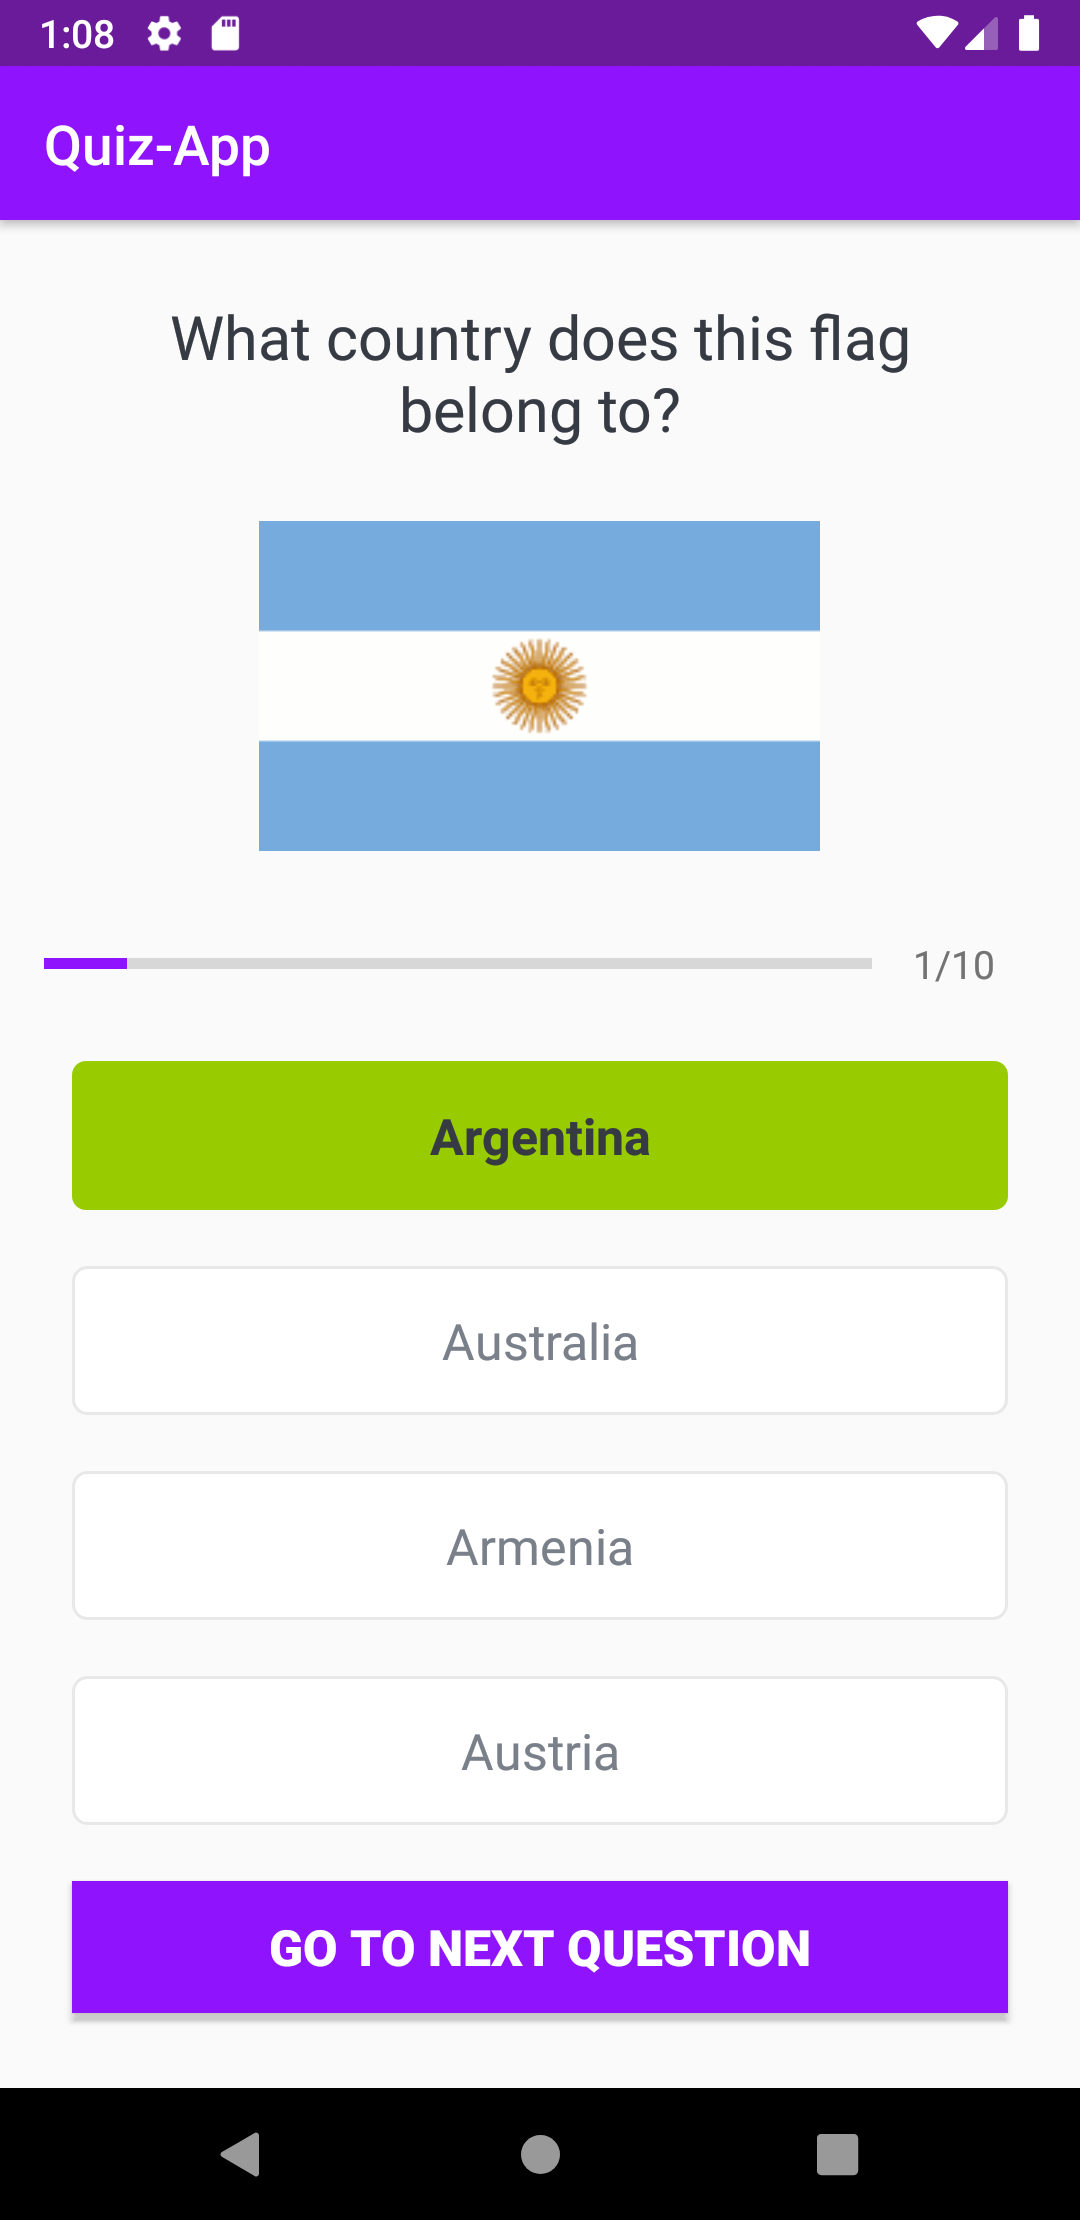 1:08
Quiz-App
What country does this flag
belong to?
1/10
Argentina
Australia
Armenia
Austria
GO TO NEXT QUESTION